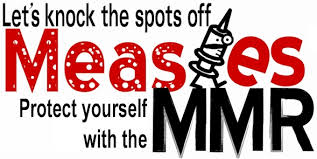 Let's knock the spots off
Measles
Protect yourself
with the MMR